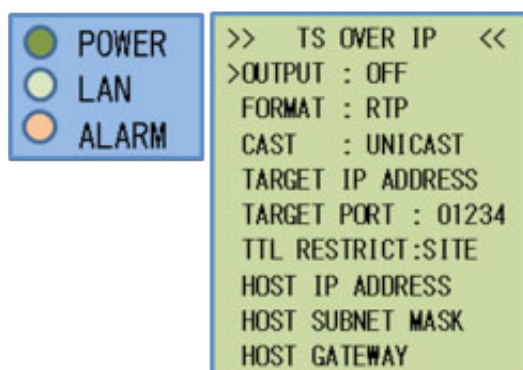 POWER
LAN
ALARM
>> TS OVER IP <<
>OUTPUT : OFF
FORMAT : RTP
CAST : UNICAST
TARGET IP ADDRESS
TARGET PORT : 01234
TTL RESTRICT:SITE
HOST IP ADDRESS
HOST SUBNET MASK
HOST GATEWAY